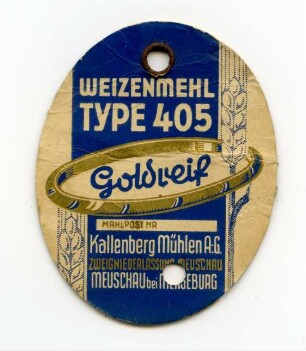 WEIZENMEHL
TYPE 405
Goldreif
MAHLPOST NR
Kallenberg Mühlen A.G.
ZWEIGNIEDERLASSUNG MEUSCHAU
MEUSCHAU bei MERSEBURG